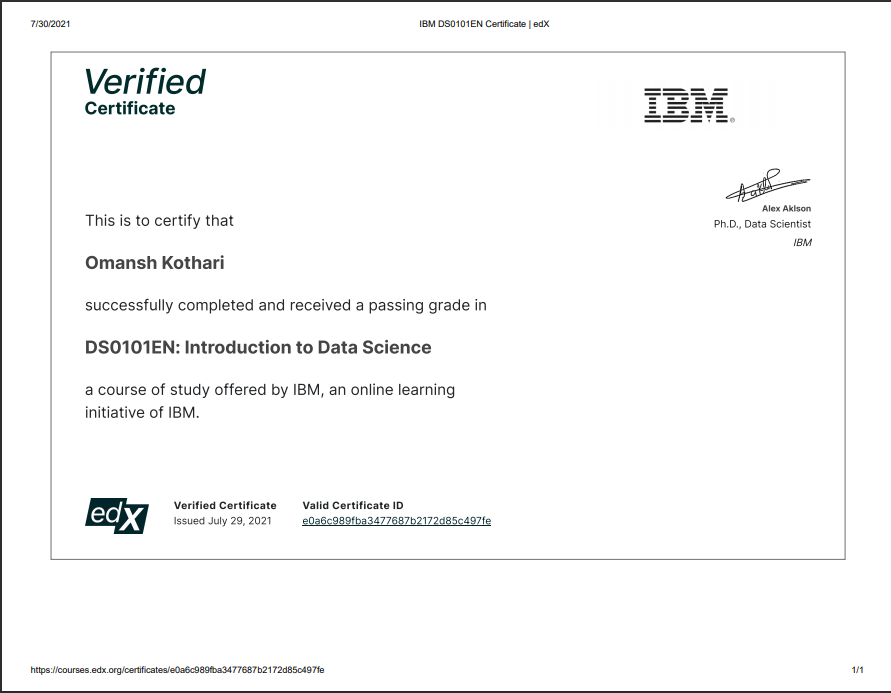 7/30/2021
IBM DS0101EN Certificate | edX
Verified
Certificate
IBM®
Alex Aklson
Ph.D., Data Scientist
IBM
This is to certify that
Omansh Kothari
successfully completed and received a passing grade in
DS0101EN: Introduction to Data Science
a course of study offered by IBM, an online learning
initiative of IBM.
edX
Verified Certificate
Issued July 29, 2021
Valid Certificate ID
e0a6c989fba3477687b2172d85c497fe
https://courses.edx.org/certificates/e0a6c989fba3477687b2172d85c497fe
1/1